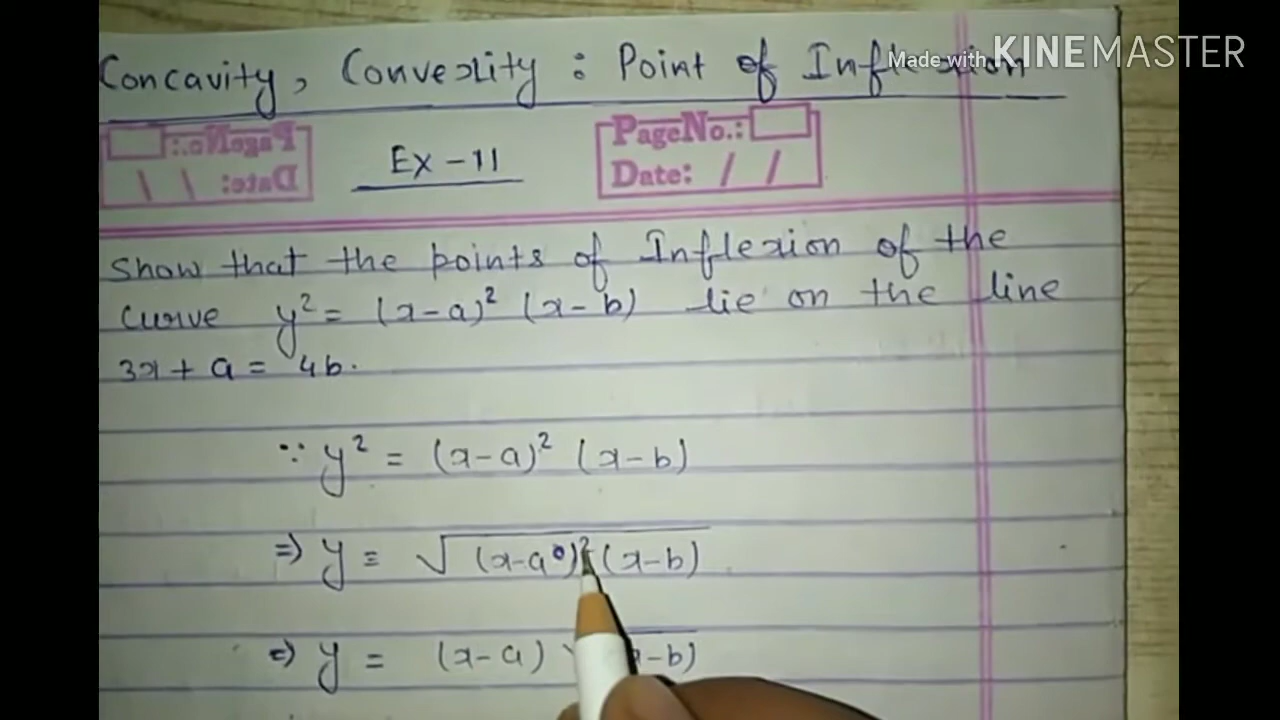 Concavity, Convexity : Point of Inflexion
Made with KINEMASTER
PageNo.:
Date: / /
Ex - 11
PageNo.:
Date: / /
Show that the points of Inflexion of the
curve y² = (x-a)² (x-b) lie on the line
3x + a = 4b.
∵ y² = (x-a)² (x-b)
⇒ y = √(x-a)²(x-b)
⇒ y = (x-a) -b)